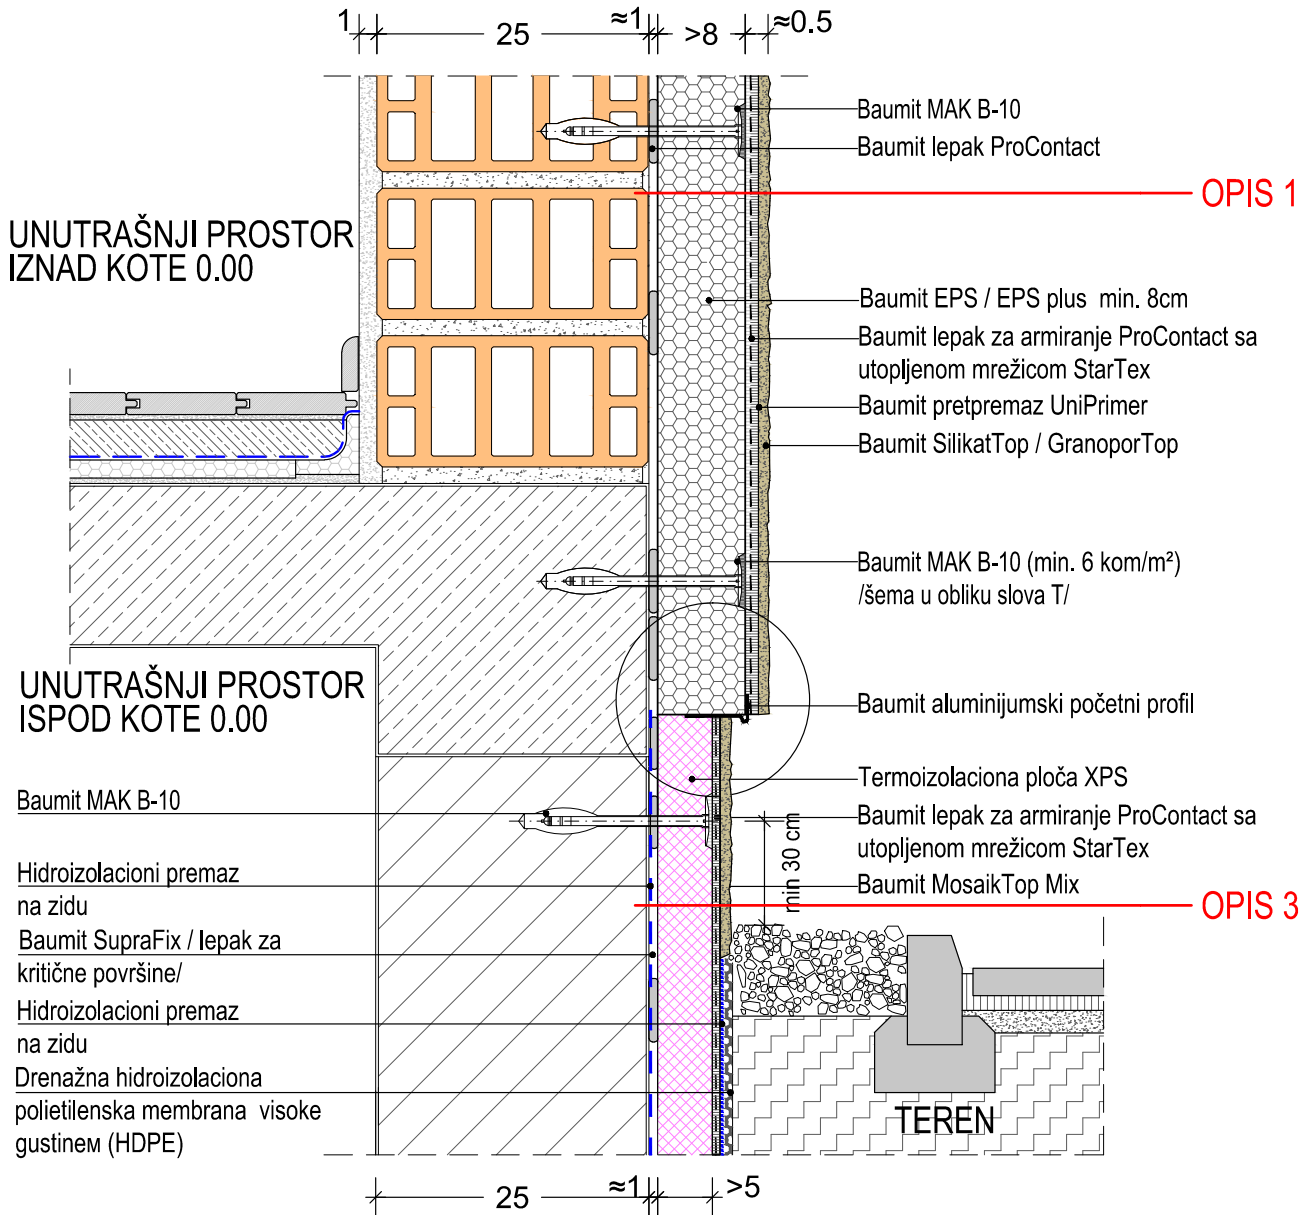 1
25
≈1
>8
≈0.5
Baumit MAK B-10
Baumit lepak ProContact
OPIS 1
UNUTRAŠNJI PROSTOR
IZNAD KOTE 0.00
Baumit EPS / EPS plus min. 8cm
Baumit lepak za armiranje ProContact sa
utopljenom mrežicom StarTex
Baumit pretpremaz UniPrimer
Baumit SilikatTop / GranoporTop
Baumit MAK B-10 (min. 6 kom/m²)
/šema u obliku slova T/
UNUTRAŠNJI PROSTOR
ISPOD KOTE 0.00
Baumit aluminijumski početni profil
Termoizolaciona ploča XPS
Baumit lepak za armiranje ProContact sa
utopljenom mrežicom StarTex
Baumit MosaikTop Mix
min 30 cm
OPIS 3
Baumit MAK B-10
Hidroizolacioni premaz
na zidu
Baumit SupraFix / lepak za
kritične površine/
Hidroizolacioni premaz
na zidu
Drenažna hidroizolaciona
polietilenska membrana visoke
gustineм (HDPE)
TEREN
25
≈1
>5